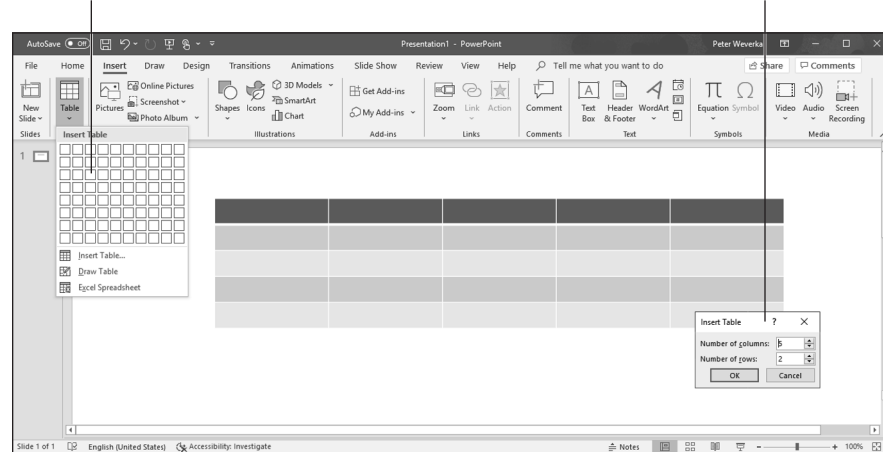 AutoSave Off Presentation1 - PowerPoint Peter Weverka
File Home Insert Draw Design Transitions Animations Slide Show Review View Help Tell me what you want to do Share Comments
New Slide
Table
Pictures
Online Pictures
Screenshot
Photo Album
Shapes
Icons
3D Models
SmartArt
Chart
Get Add-ins
My Add-ins
Zoom
Link
Action
Comment
Text Box
Header & Footer
WordArt
Equation
Symbol
Video
Audio
Screen Recording
Slides Illustrations Add-ins Links Comments Text Symbols Media
Insert Table
1
Insert Table...
Draw Table
Excel Spreadsheet
Insert Table ?
Number of columns: 5
Number of rows: 2
OK Cancel
Slide 1 of 1 English (United States) Accessibility: Investigate Notes 100%